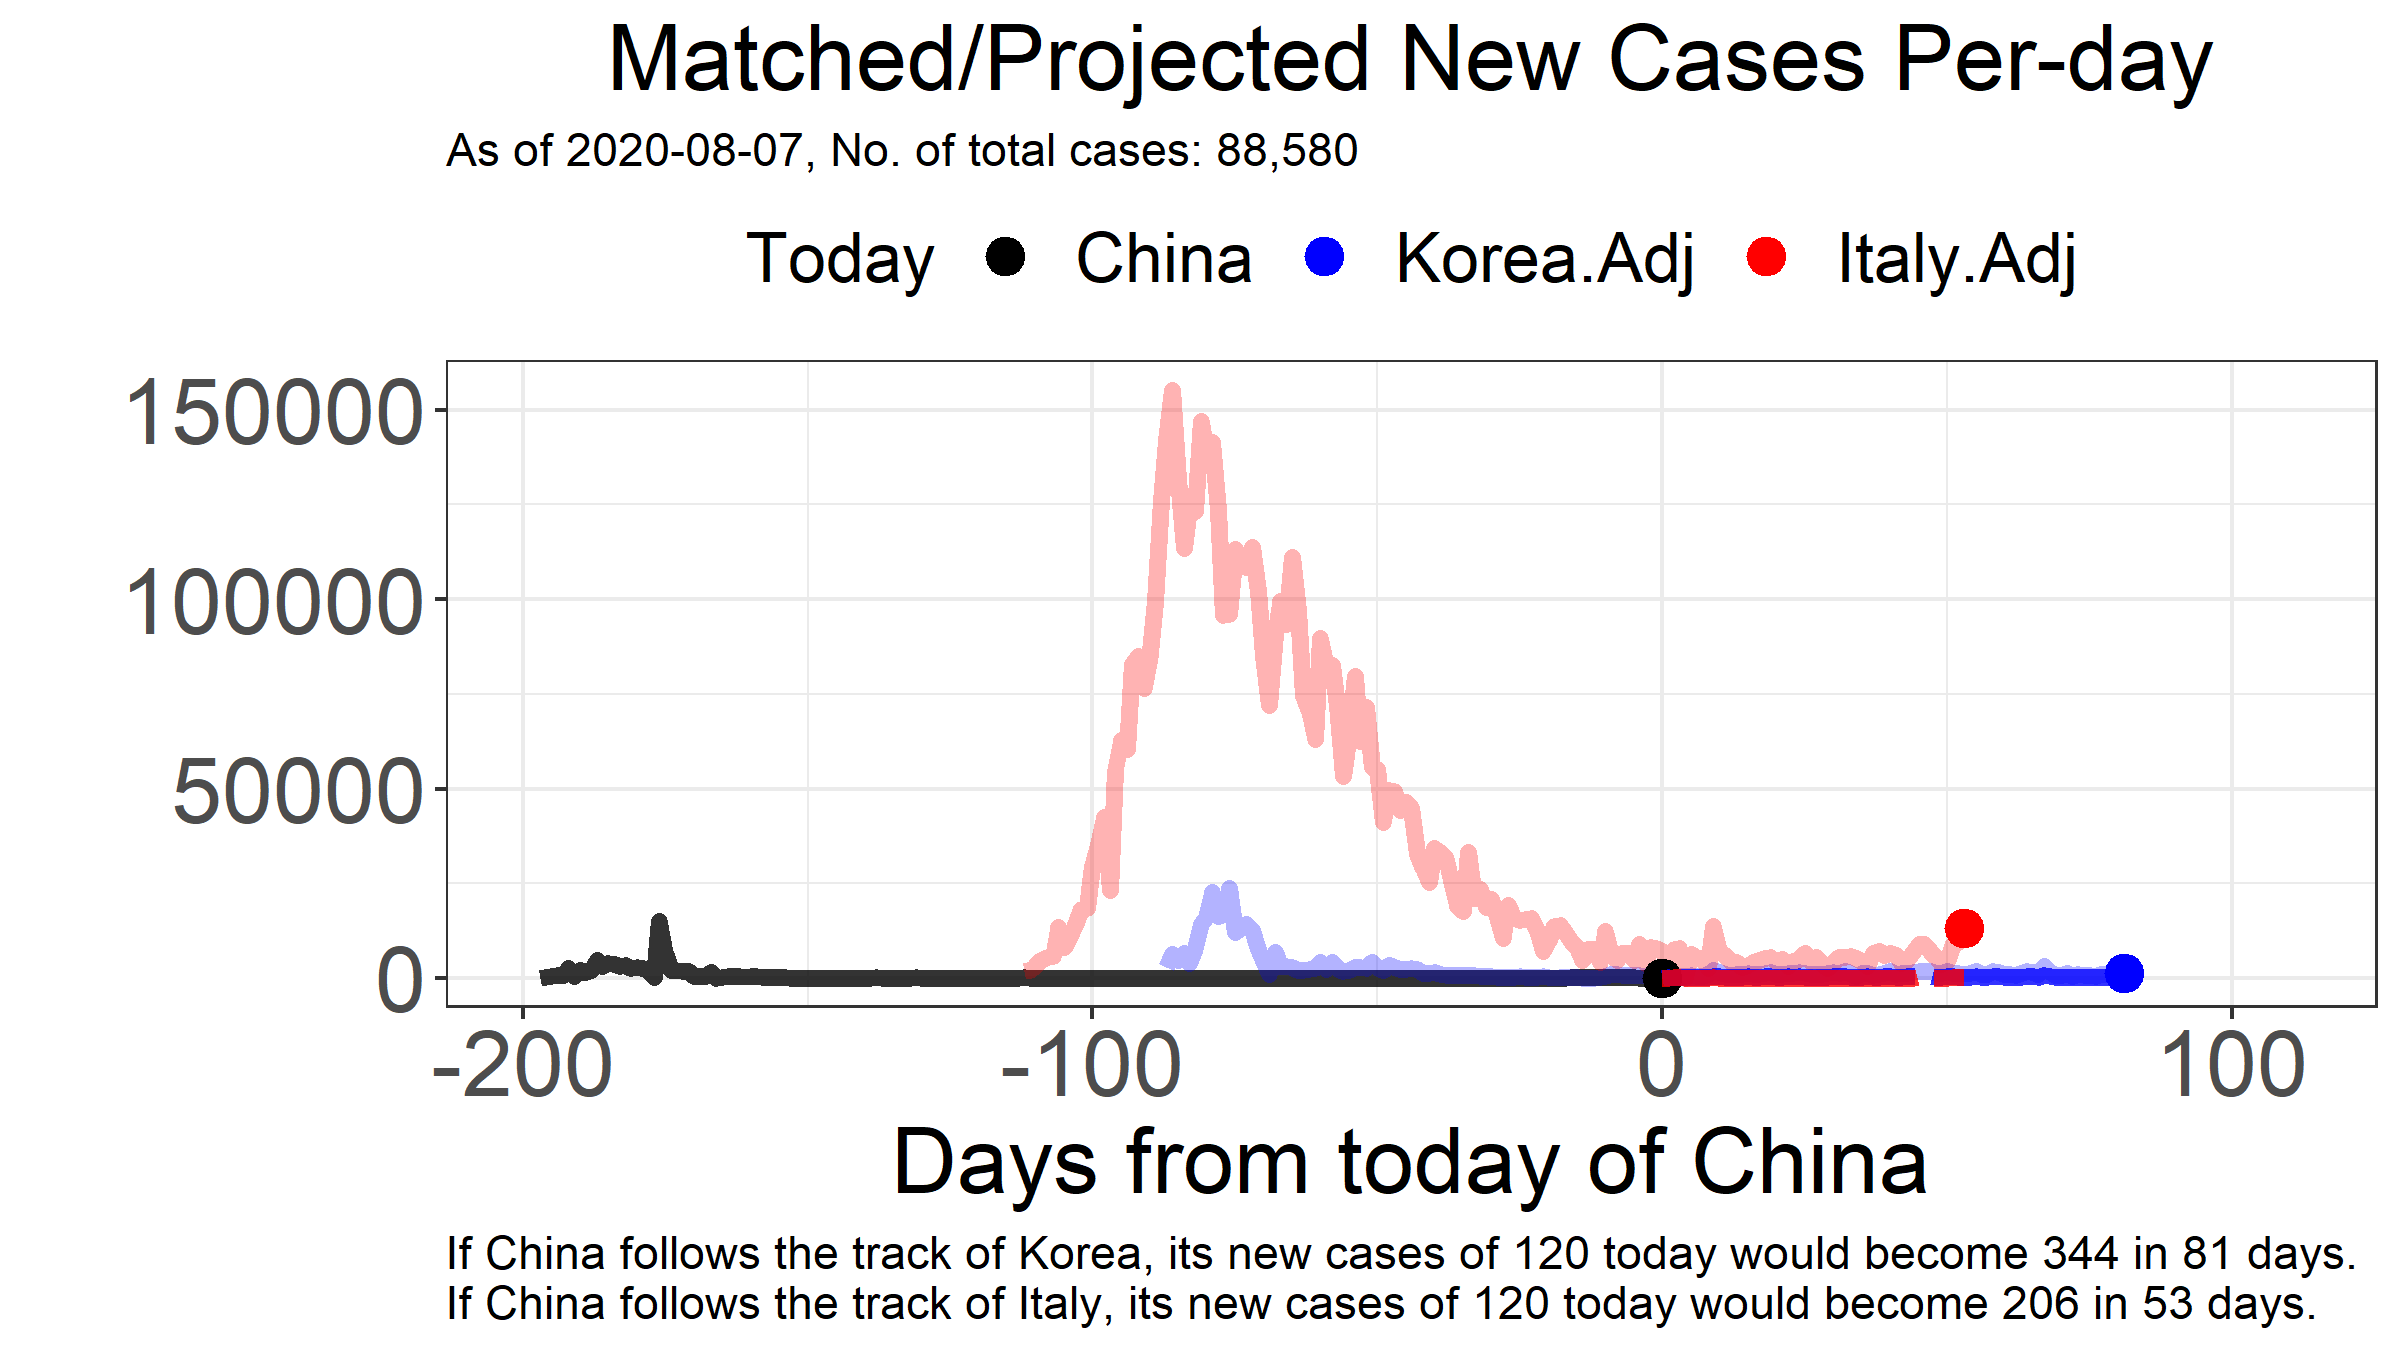 Matched/Projected New Cases Per-day
As of 2020-08-07, No. of total cases: 88,580
Today China Korea.Adj Italy.Adj
150000
100000
50000
0
-200 -100 0 100
Days from today of China
If China follows the track of Korea, its new cases of 120 today would become 344 in 81 days.
If China follows the track of Italy, its new cases of 120 today would become 206 in 53 days.